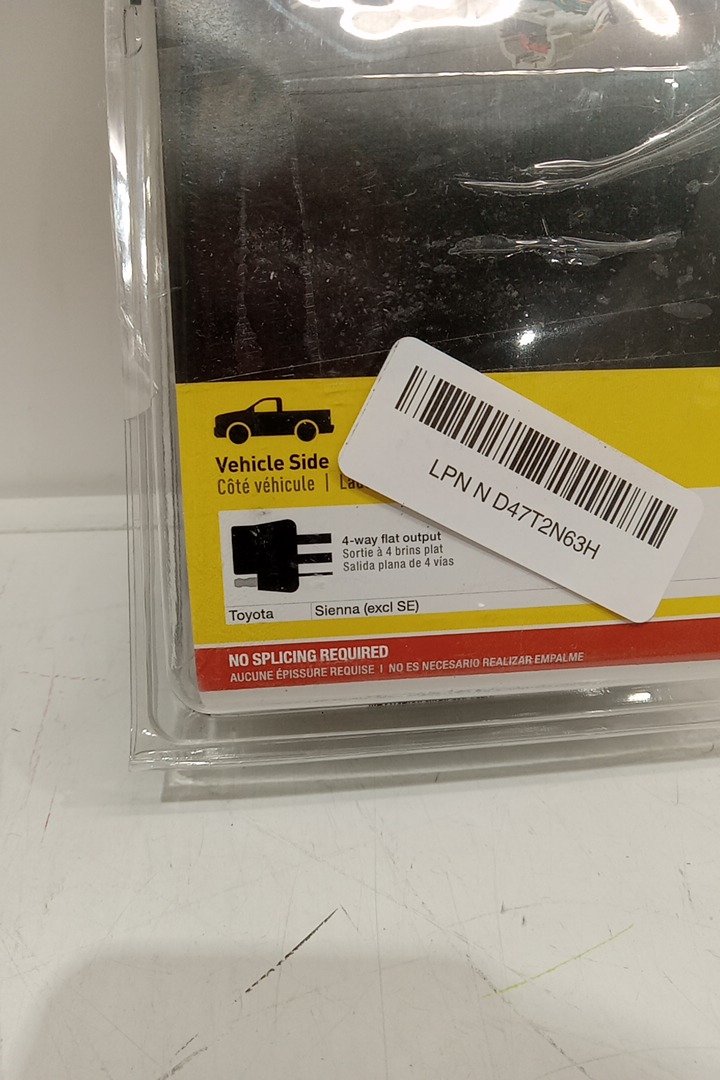 Vehicle Side
Côté véhicule |
LPN N D47T2N63H
4-way flat output
Sortie à 4 brins plat
Salida plana de 4 vías
Toyota Sienna (excl SE)
NO SPLICING REQUIRED
AUCUNE ÉPISSURE REQUISE I NO ES NECESARIO REALIZAR EMPALME